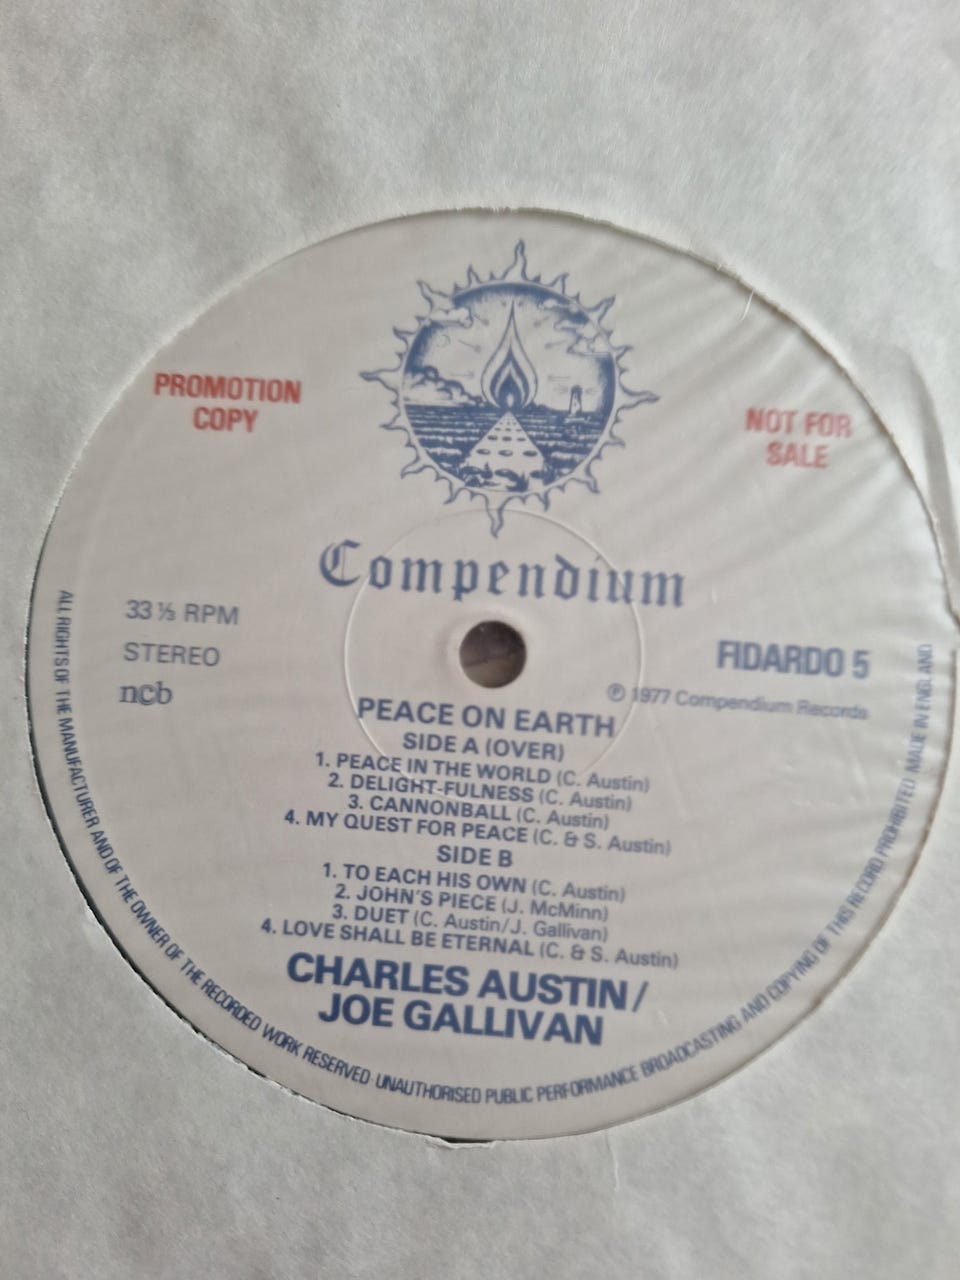 PROMOTION
COPY
NOT FOR
SALE
Compendium
33 ⅓ RPM
STEREO
ncb
FIDARDO 5
℗ 1977 Compendium Records
PEACE ON EARTH
SIDE A (OVER)
1. PEACE IN THE WORLD (C. Austin)
2. DELIGHT-FULNESS (C. Austin)
3. CANNONBALL (C. Austin)
4. MY QUEST FOR PEACE (C. & S. Austin)
SIDE B
1. TO EACH HIS OWN (C. Austin)
2. JOHN'S PIECE (J. McMinn)
3. DUET (C. Austin/J. Gallivan)
4. LOVE SHALL BE ETERNAL (C. & S. Austin)
CHARLES AUSTIN/
JOE GALLIVAN
ALL RIGHTS OF THE MANUFACTURER AND OF THE OWNER OF THE RECORDED WORK RESERVED · UNAUTHORISED PUBLIC PERFORMANCE BROADCASTING AND COPYING OF THIS RECORD PROHIBITED MADE IN ENGLAND